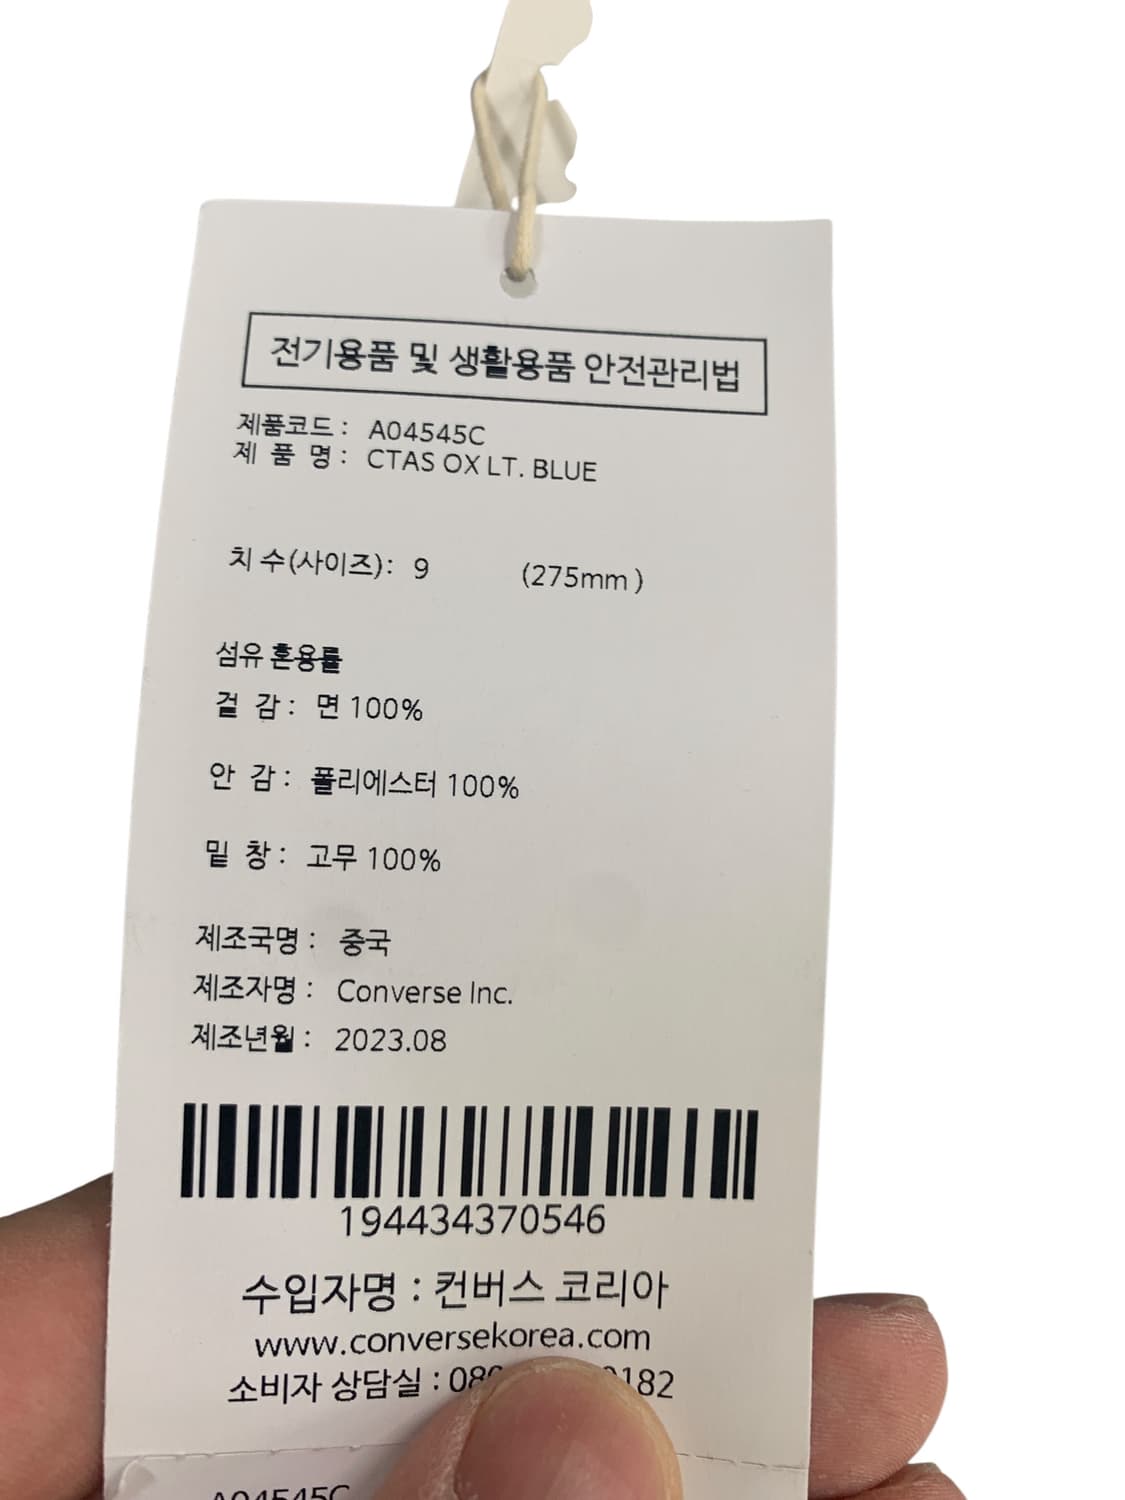 전기용품 및 생활용품 안전관리법
제품코드 : A04545C
제 품 명 : CTAS OX LT. BLUE
치 수(사이즈) : 9 (275mm )
섬유 혼용률
겉 감 : 면 100%
안 감 : 폴리에스터 100%
밑 창 : 고무 100%
제조국명 : 중국
제조자명 : Converse Inc.
제조년월 : 2023.08
194434370546
수입자명 : 컨버스 코리아
www.conversekorea.com
소비자 상담실 :
A04545C